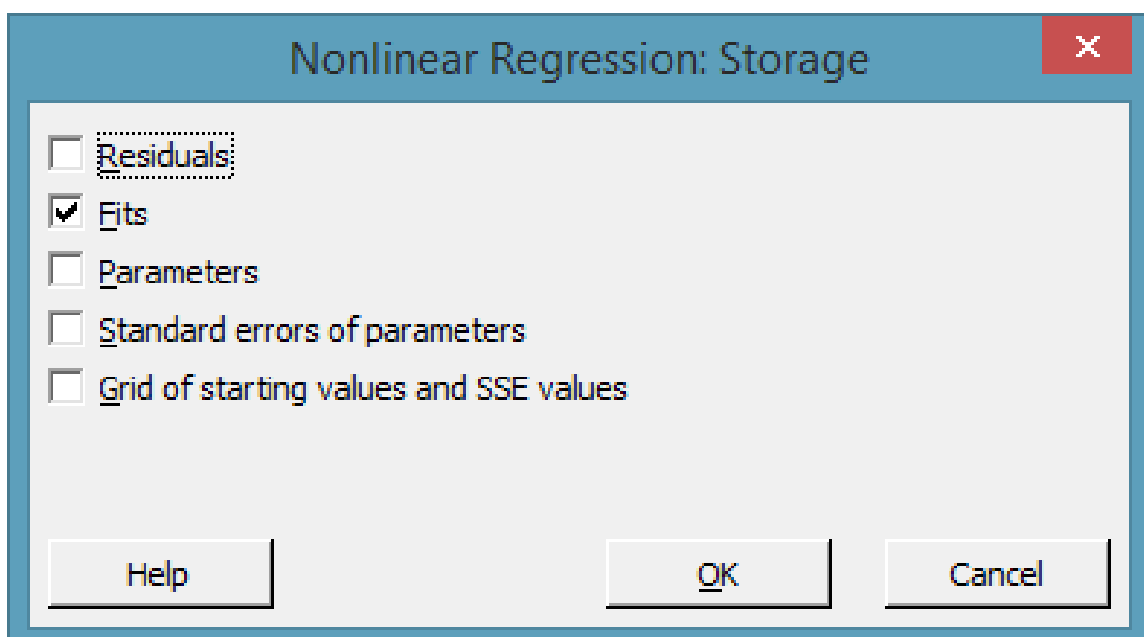 Nonlinear Regression: Storage
Residuals
Fits
Parameters
Standard errors of parameters
Grid of starting values and SSE values
Help OK Cancel